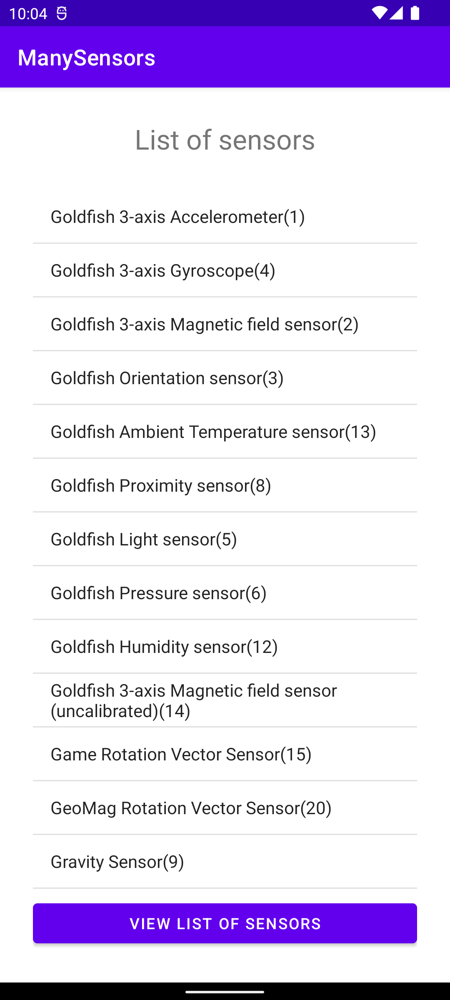 10:04
ManySensors
List of sensors
Goldfish 3-axis Accelerometer(1)
Goldfish 3-axis Gyroscope(4)
Goldfish 3-axis Magnetic field sensor(2)
Goldfish Orientation sensor(3)
Goldfish Ambient Temperature sensor(13)
Goldfish Proximity sensor(8)
Goldfish Light sensor(5)
Goldfish Pressure sensor(6)
Goldfish Humidity sensor(12)
Goldfish 3-axis Magnetic field sensor
(uncalibrated)(14)
Game Rotation Vector Sensor(15)
GeoMag Rotation Vector Sensor(20)
Gravity Sensor(9)
VIEW LIST OF SENSORS